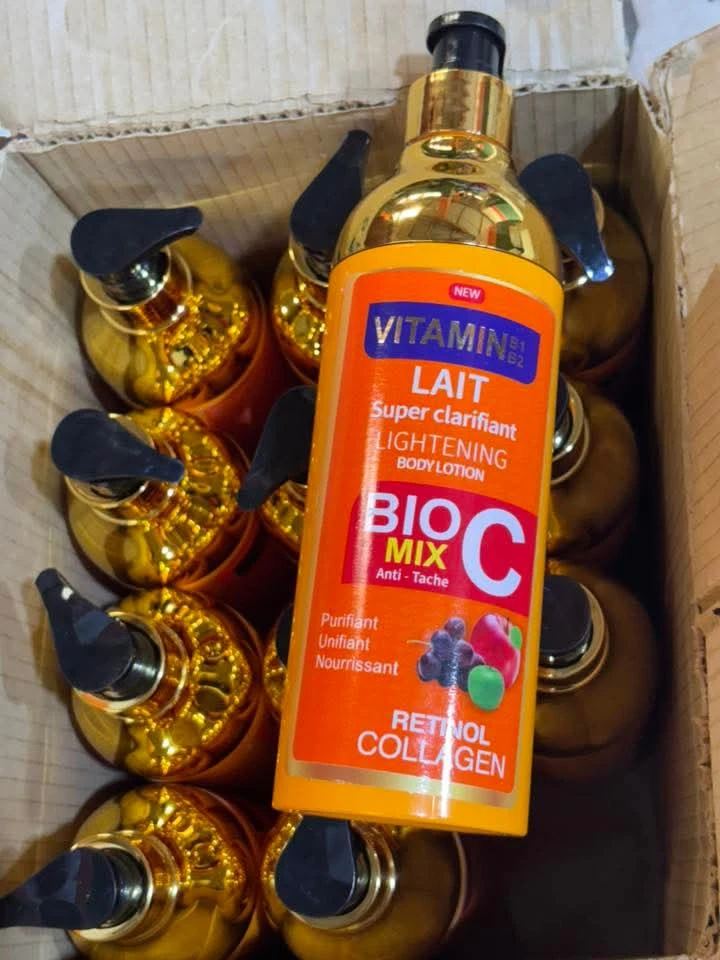 NEW
VITAMIN B1 B2
LAIT
Super clarifiant
LIGHTENING
BODY LOTION
BIO C
MIX
Anti - Tache
Purifiant
Unifiant
Nourrissant
RETINOL
COLLAGEN